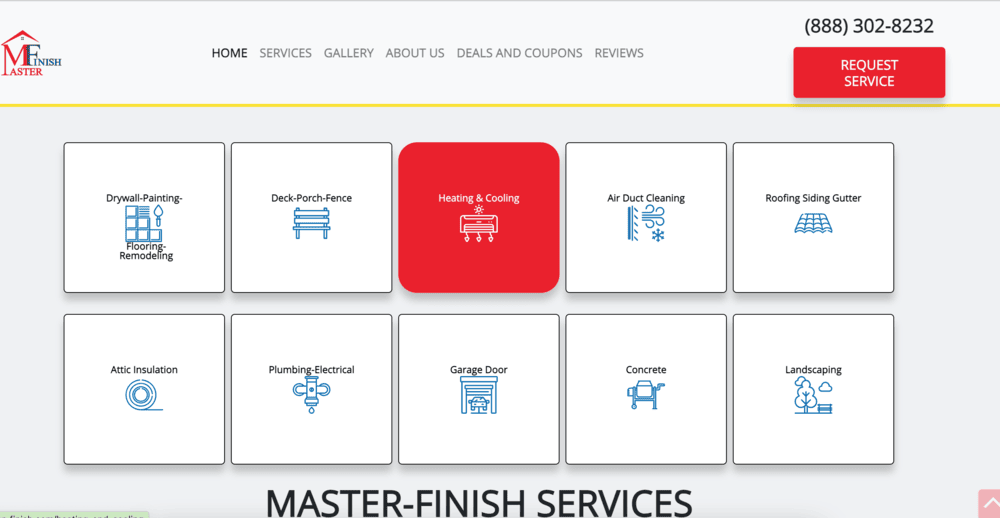 (888) 302-8232
MFINISH
ASTER
HOME SERVICES GALLERY ABOUT US DEALS AND COUPONS REVIEWS
REQUEST
SERVICE
Drywall-Painting-
Flooring-
Remodeling
Deck-Porch-Fence
Heating & Cooling
Air Duct Cleaning
Roofing Siding Gutter
Attic Insulation
Plumbing-Electrical
Garage Door
Concrete
Landscaping
MASTER-FINISH SERVICES